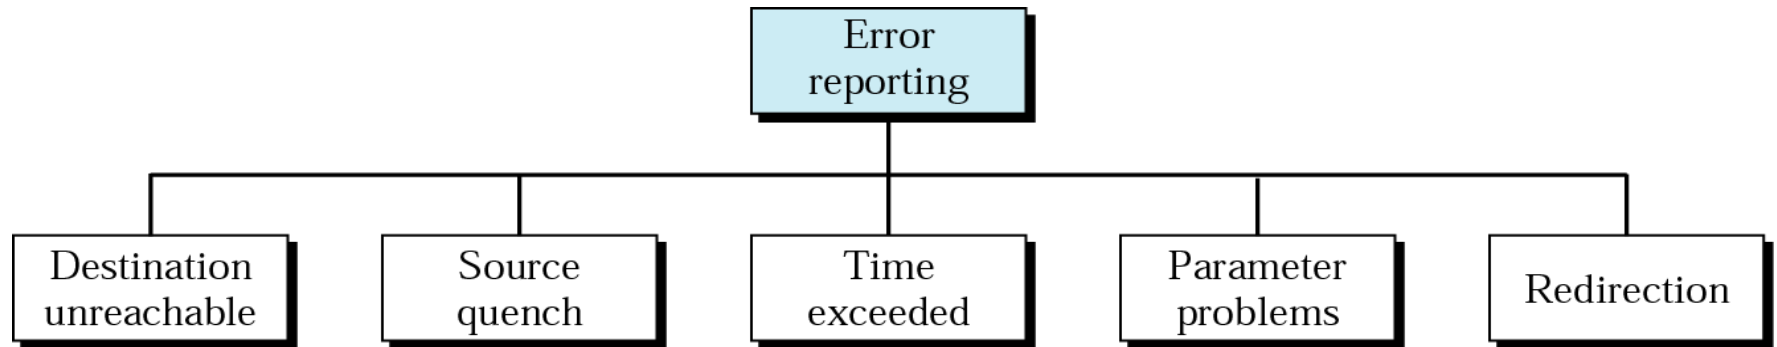 Error
reporting
Destination
unreachable
Source
quench
Time
exceeded
Parameter
problems
Redirection